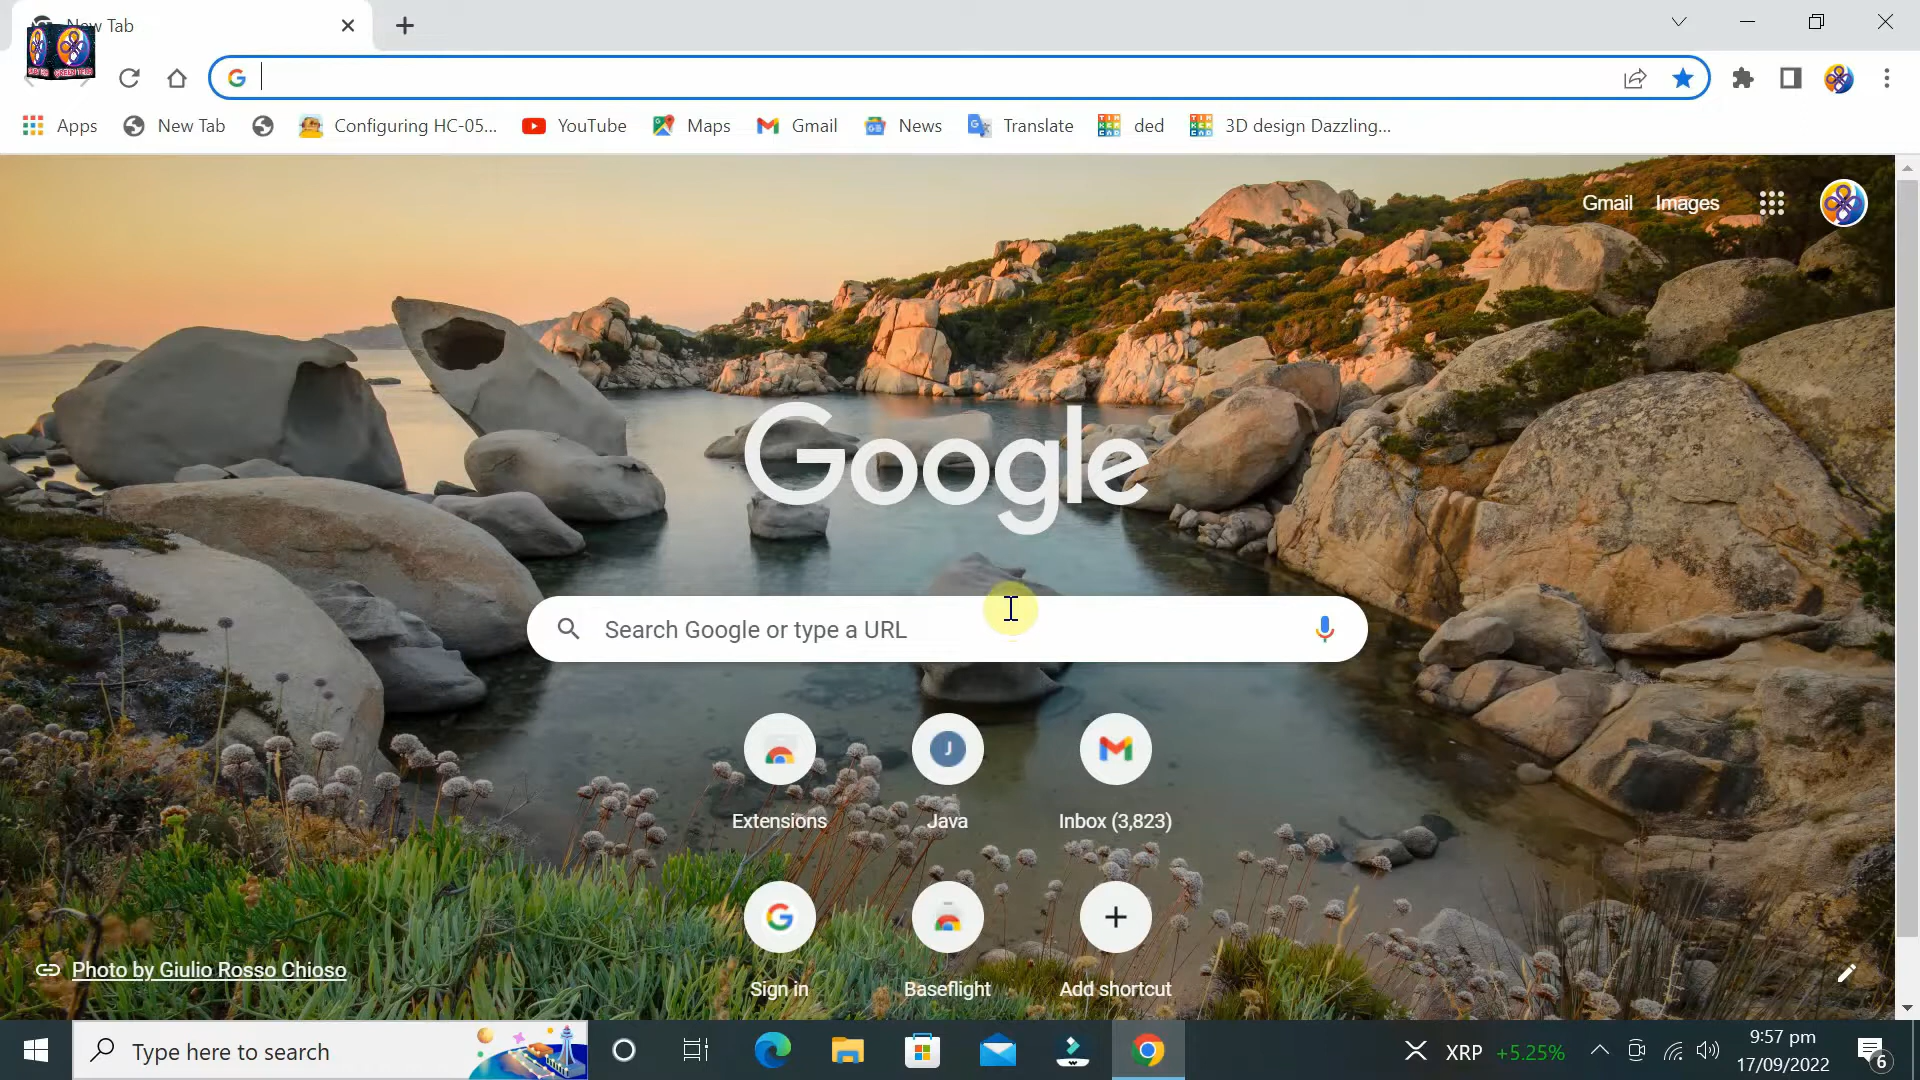 New Tab
Apps
New Tab
Configuring HC-05...
YouTube
Maps
Gmail
News
Translate
ded
3D design Dazzling...
Gmail
Images
Google
Search Google or type a URL
Extensions
Java
Inbox (3,823)
Sign in
Baseflight
Add shortcut
Photo by Giulio Rosso Chioso
Type here to search
XRP +5.25%
9:57 pm
17/09/2022
6